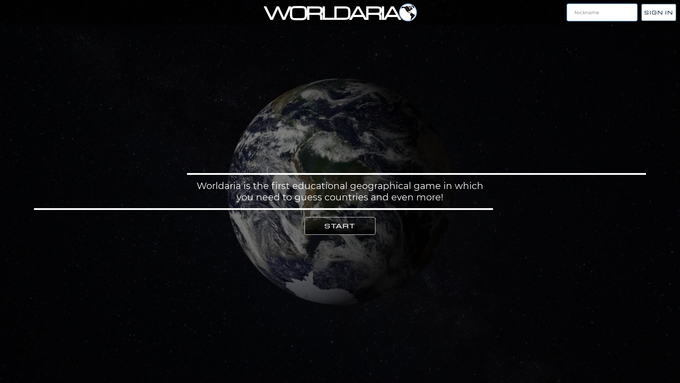 WORLDARIA
Nickname
SIGN IN
Worldaria is the first educational geographical game in which
you need to guess countries and even more!
START